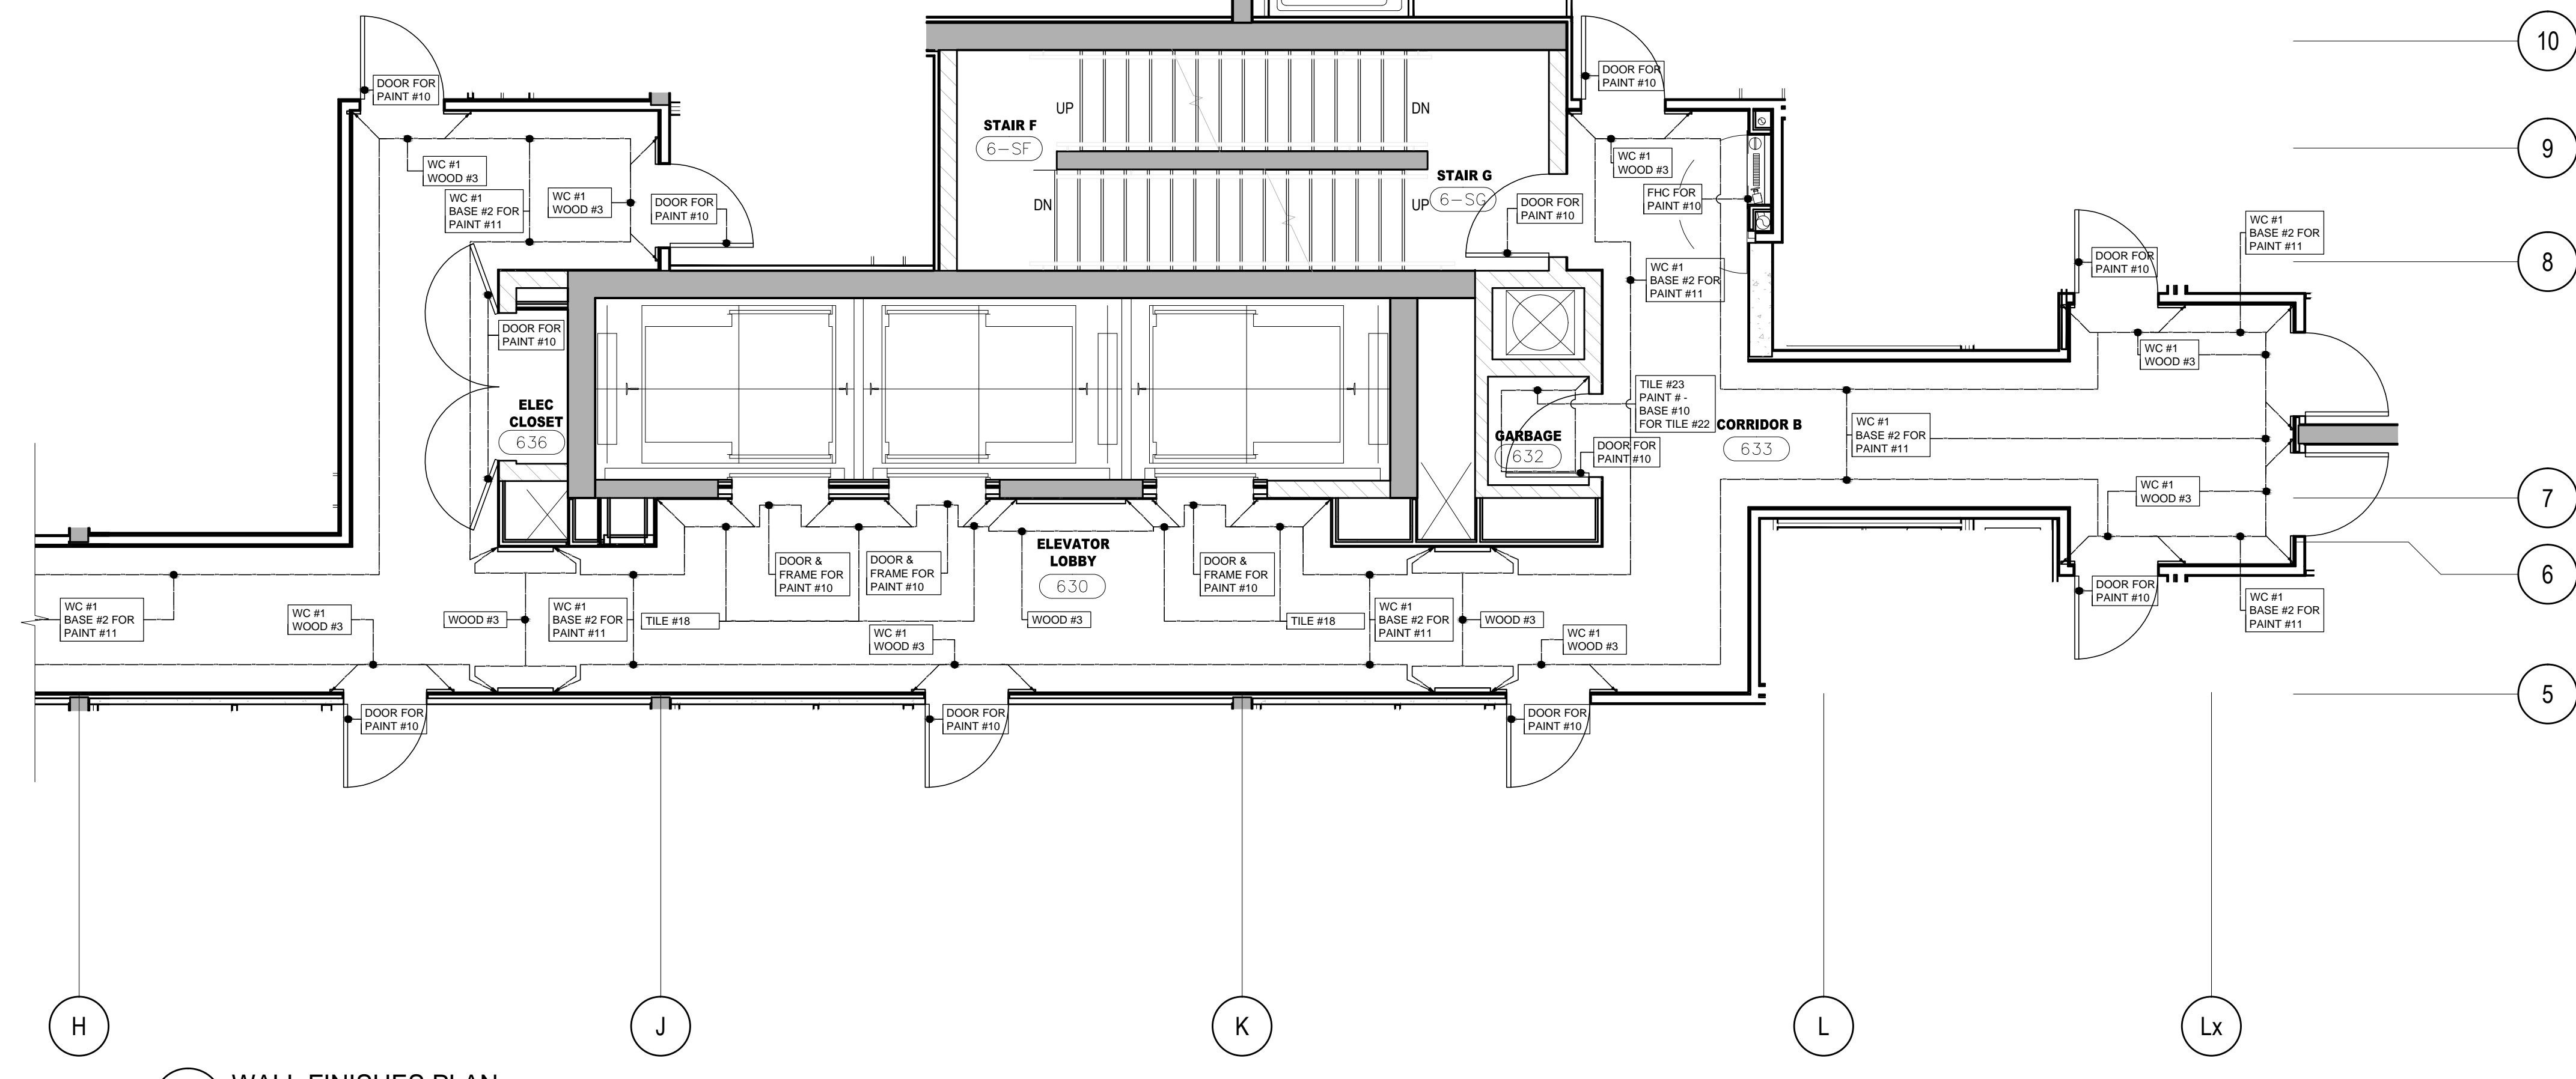 10
DOOR FOR
PAINT #10
DOOR FOR
PAINT #10
UP
DN
STAIR F
6-SF
9
WC #1
WOOD #3
WC #1
WOOD #3
WC #1
BASE #2 FOR
PAINT #11
WC #1
WOOD #3
DOOR FOR
PAINT #10
STAIR G
6-SG
DN
UP
DOOR FOR
PAINT #10
FHC FOR
PAINT #10
WC #1
BASE #2 FOR
PAINT #11
8
DOOR FOR
PAINT #10
WC #1
BASE #2 FOR
PAINT #11
DOOR FOR
PAINT #10
WC #1
WOOD #3
ELEC
CLOSET
636
TILE #23
PAINT # -
BASE #10
FOR TILE #22
GARBAGE
632
DOOR FOR
PAINT #10
CORRIDOR B
633
WC #1
BASE #2 FOR
PAINT #11
WC #1
WOOD #3
7
DOOR &
FRAME FOR
PAINT #10
DOOR &
FRAME FOR
PAINT #10
ELEVATOR
LOBBY
630
DOOR &
FRAME FOR
PAINT #10
6
WC #1
BASE #2 FOR
PAINT #11
WC #1
WOOD #3
WOOD #3
WC #1
BASE #2 FOR
PAINT #11
TILE #18
WC #1
WOOD #3
WOOD #3
TILE #18
WC #1
BASE #2 FOR
PAINT #11
WOOD #3
WC #1
WOOD #3
DOOR FOR
PAINT #10
WC #1
BASE #2 FOR
PAINT #11
5
DOOR FOR
PAINT #10
DOOR FOR
PAINT #10
DOOR FOR
PAINT #10
H
J
K
L
Lx
WALL FINISHES PLAN